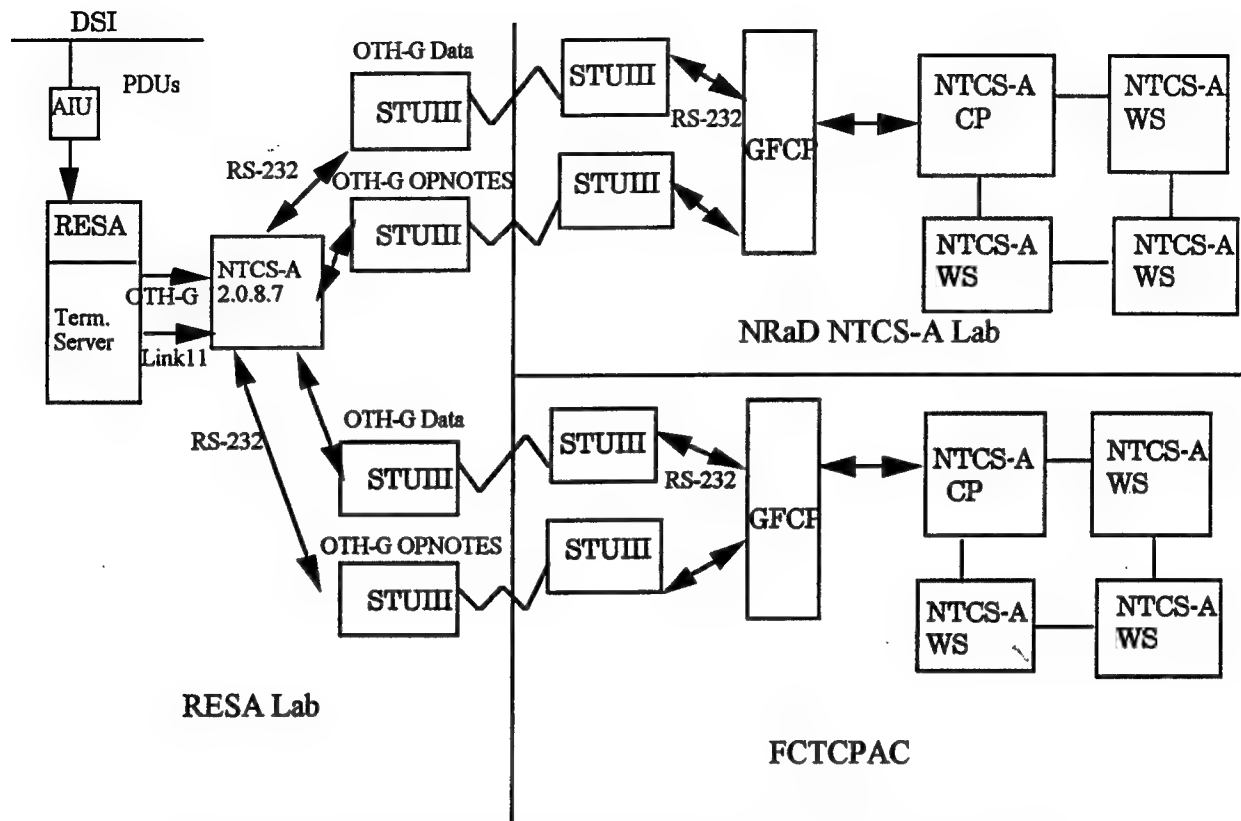 DSI
PDUs
AIU
RESA
Term.
Server
OTH-G
Link11
NTCS-A
2.0.8.7
RS-232
OTH-G Data
STUIII
OTH-G OPNOTES
STUIII
RS-232
OTH-G Data
STUIII
OTH-G OPNOTES
STUIII
RESA Lab
STUIII
RS-232
STUIII
GFCP
NTCS-A
CP
NTCS-A
WS
NTCS-A
WS
NTCS-A
WS
NRaD NTCS-A Lab
STUIII
RS-232
STUIII
GFCP
NTCS-A
CP
NTCS-A
WS
NTCS-A
WS
NTCS-A
WS
FCTCPAC